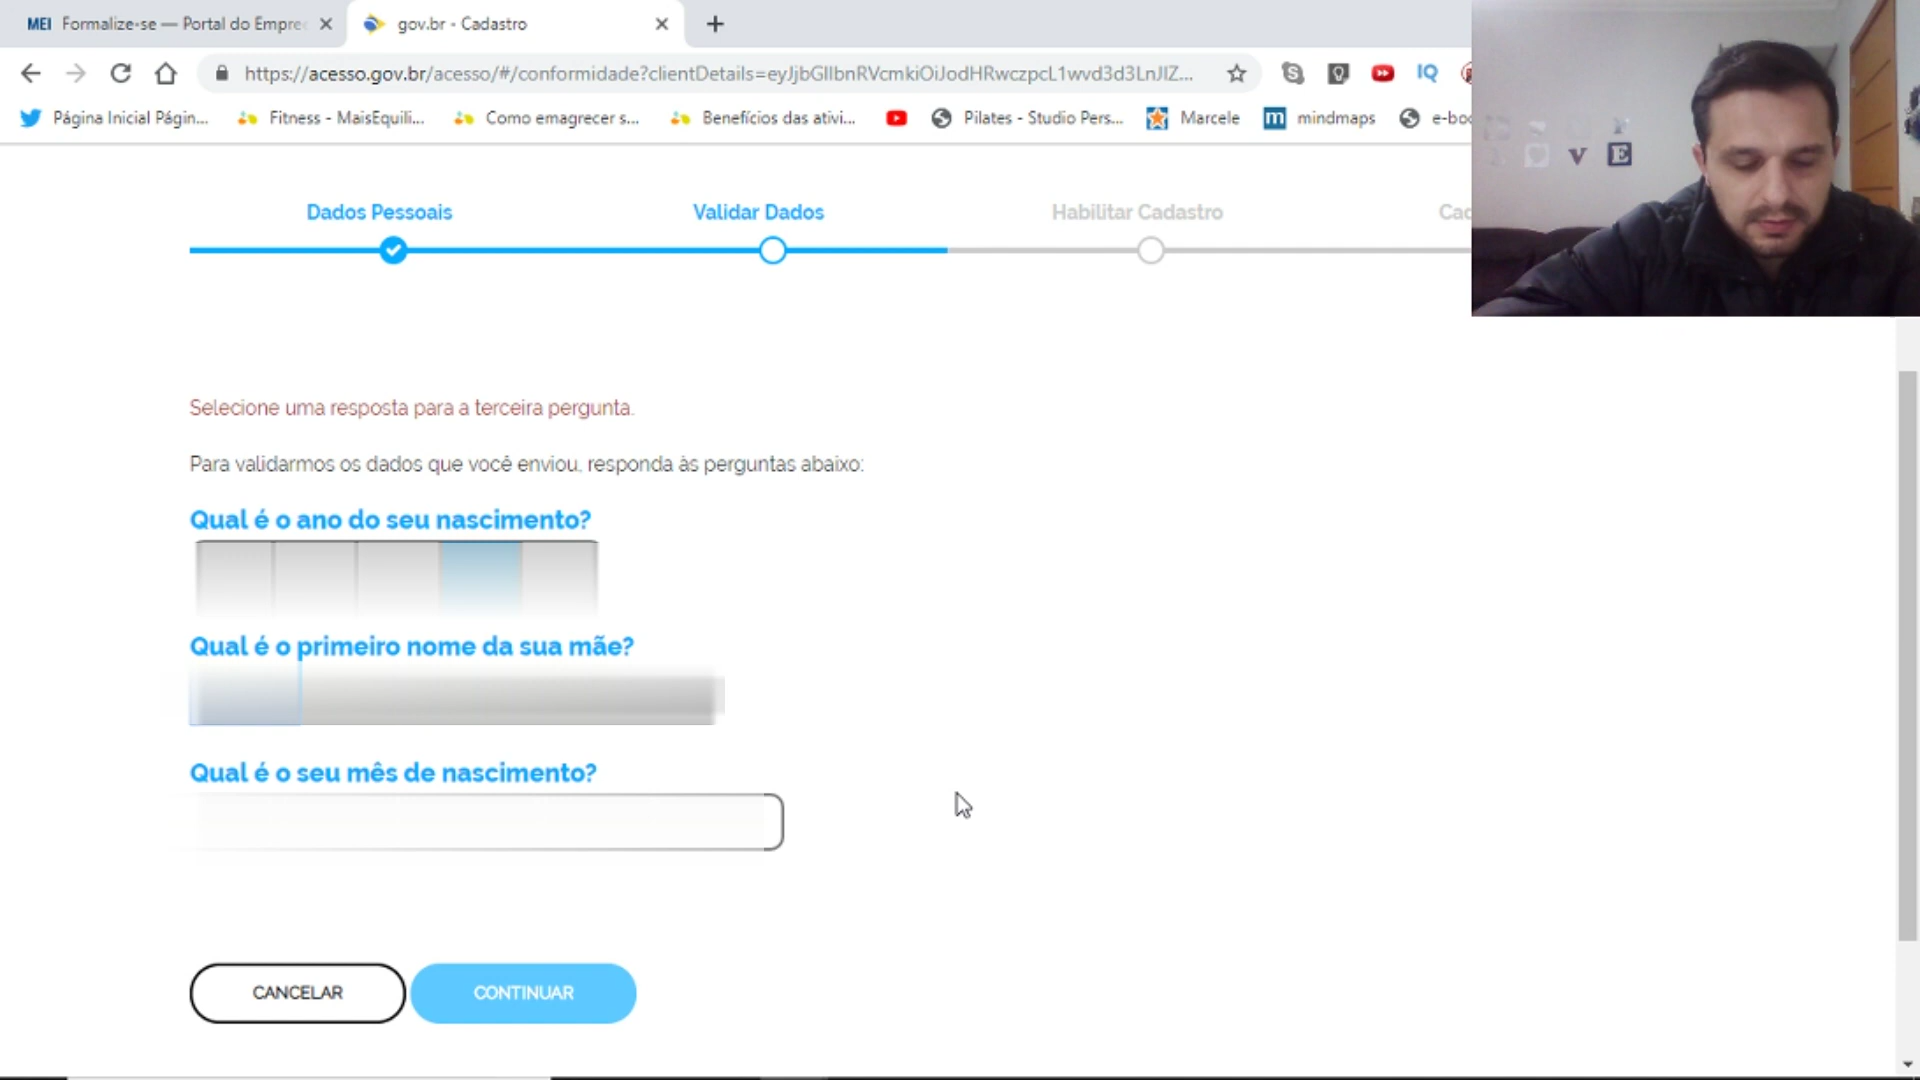 MEI Formalize-se — Portal do Empre
gov.br - Cadastro
https://acesso.gov.br/acesso/#/conformidade?clientDetails=eyJjbGllbnRVcmkiOiJodHRwczpcL1wvd3d3LnJlZ...
IQ
Página Inicial Págin...
Fitness - MaisEquili...
Como emagrecer s...
Benefícios das ativi...
Pilates - Studio Pers...
Marcele
m mindmaps
e-boo
V E
Dados Pessoais
Validar Dados
Habilitar Cadastro
Cad
Selecione uma resposta para a terceira pergunta.
Para validarmos os dados que você enviou, responda às perguntas abaixo:
Qual é o ano do seu nascimento?
Qual é o primeiro nome da sua mãe?
Qual é o seu mês de nascimento?
CANCELAR
CONTINUAR